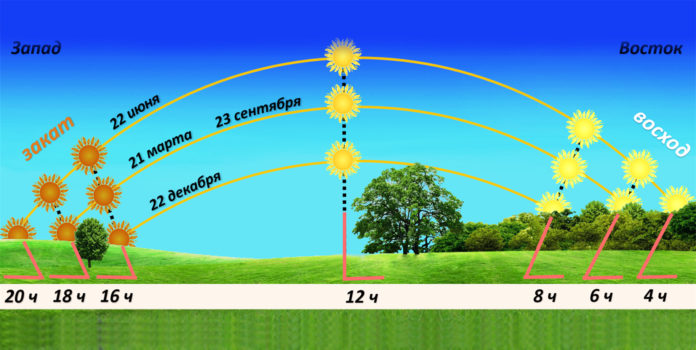 Запад
Восток
закат
22 июня
21 марта
23 сентября
22 декабря
восход
20 ч
18 ч
16 ч
12 ч
8 ч
6 ч
4 ч